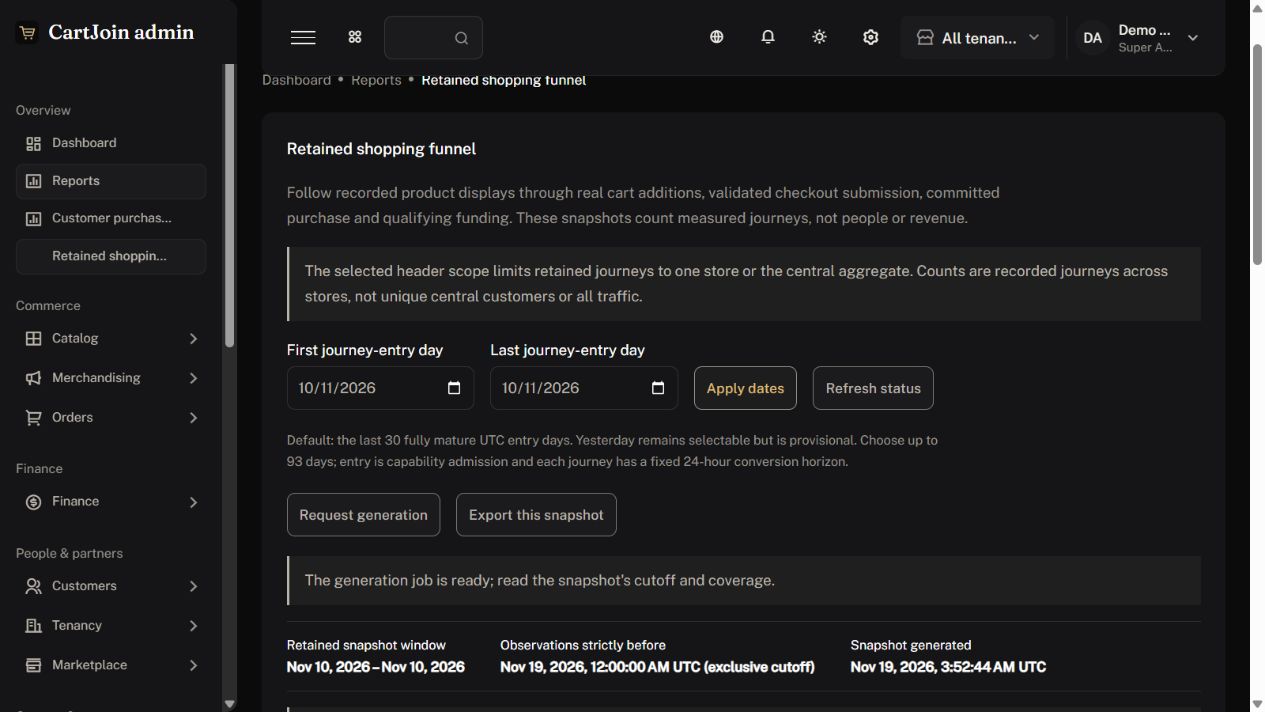 CartJoin admin
All tenan...
DA
Demo ...
Super A...
Dashboard • Reports • Retained shopping funnel
Overview
Dashboard
Reports
Customer purchas...
Retained shoppin...
Commerce
Catalog
Merchandising
Orders
Finance
Finance
People & partners
Customers
Tenancy
Marketplace
Retained shopping funnel
Follow recorded product displays through real cart additions, validated checkout submission, committed
purchase and qualifying funding. These snapshots count measured journeys, not people or revenue.
The selected header scope limits retained journeys to one store or the central aggregate. Counts are recorded journeys across
stores, not unique central customers or all traffic.
First journey-entry day
Last journey-entry day
10/11/2026
10/11/2026
Apply dates
Refresh status
Default: the last 30 fully mature UTC entry days. Yesterday remains selectable but is provisional. Choose up to
93 days; entry is capability admission and each journey has a fixed 24-hour conversion horizon.
Request generation
Export this snapshot
The generation job is ready; read the snapshot's cutoff and coverage.
Retained snapshot window
Nov 10, 2026 – Nov 10, 2026
Observations strictly before
Nov 19, 2026, 12:00:00 AM UTC (exclusive cutoff)
Snapshot generated
Nov 19, 2026, 3:52:44 AM UTC